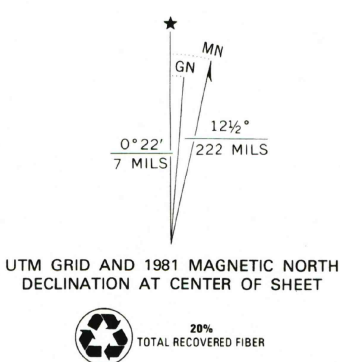 MN
GN
0°22′
7 MILS
12½°
222 MILS
UTM GRID AND 1981 MAGNETIC NORTH
DECLINATION AT CENTER OF SHEET
20%
TOTAL RECOVERED FIBER